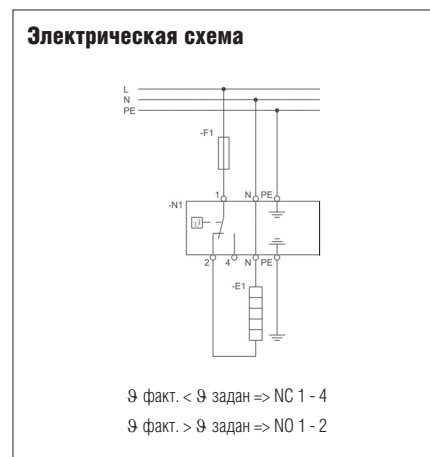 Электрическая схема
L
N
PE
-F1
1 N PE
-N1
ϑ
2 4 N PE
-E1
ϑ факт. < ϑ задан => NC 1 - 4
ϑ факт. > ϑ задан => NO 1 - 2